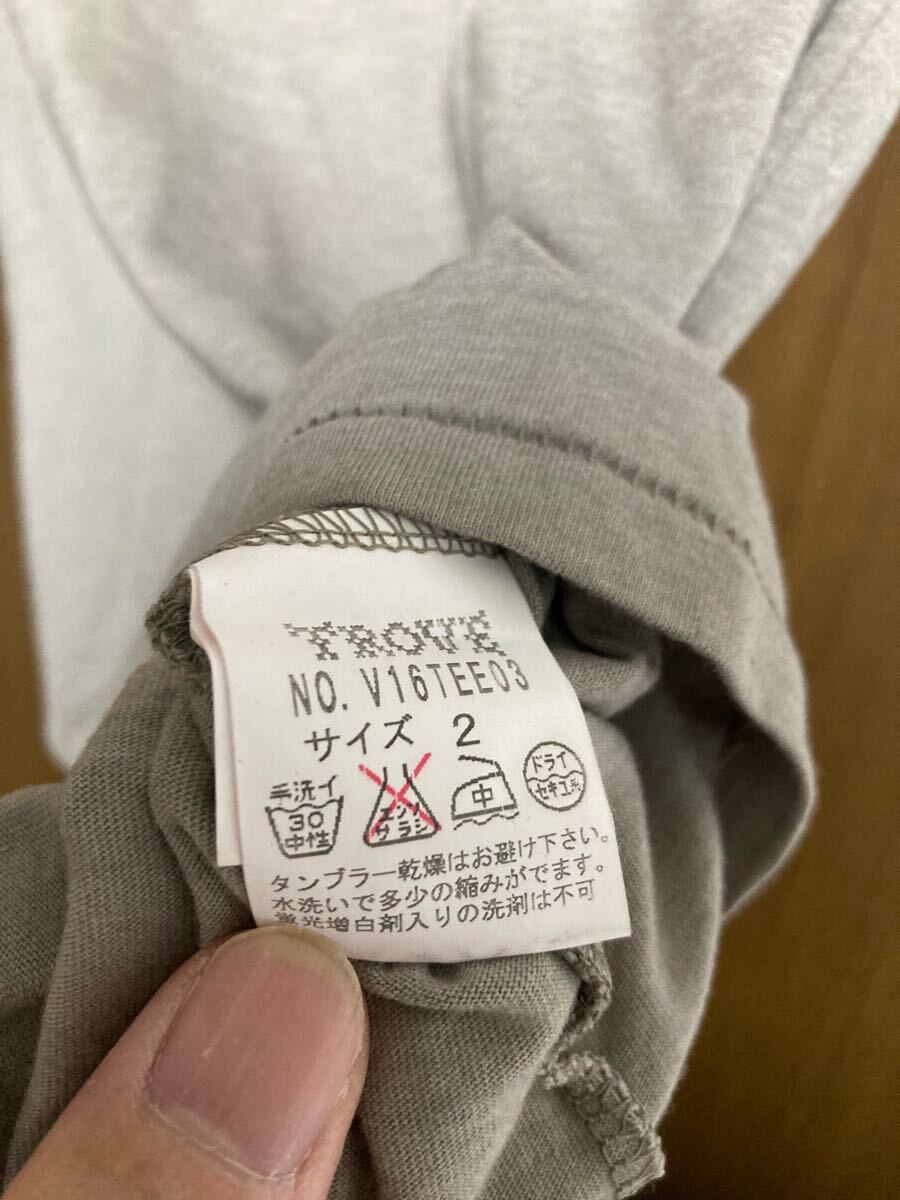 TROVE
NO. V16TEE03
サイズ 2
手洗イ
30
中性
エンソ
サラシ
中
ドライ
セキユ系
タンブラー乾燥はお避け下さい。
水洗いで多少の縮みがでます。
蛍光増白剤入りの洗剤は不可